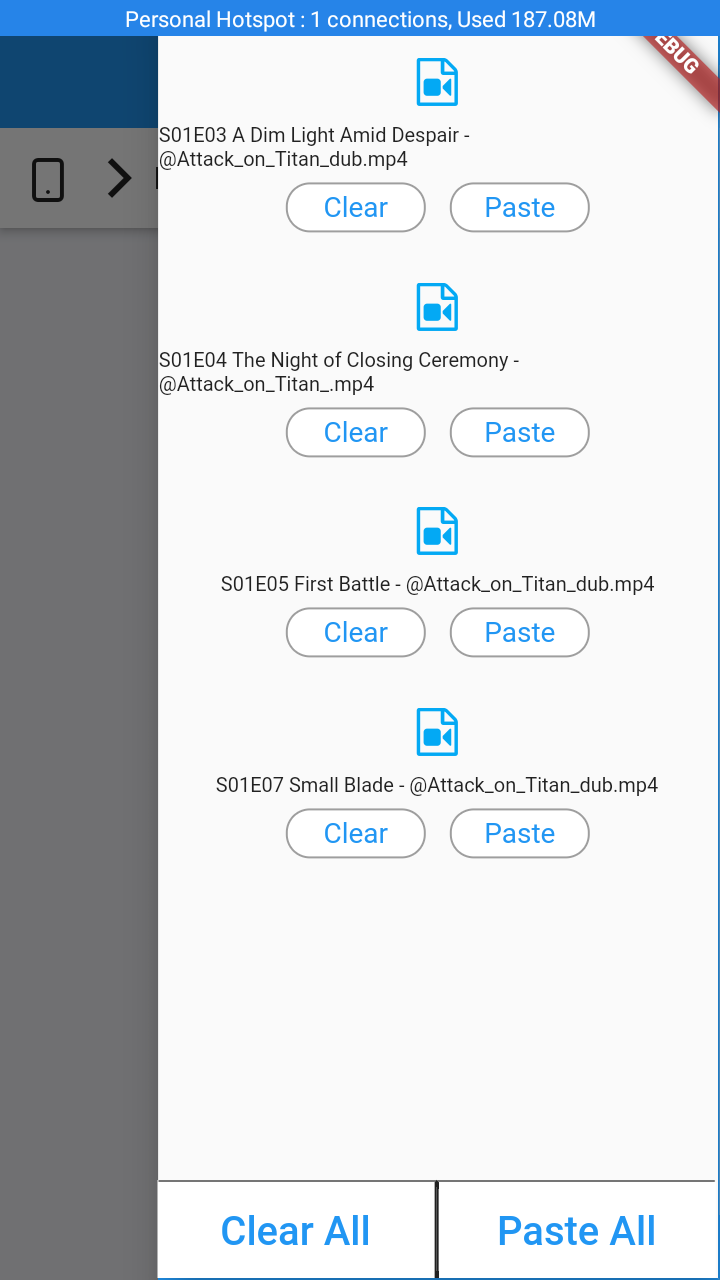 Personal Hotspot : 1 connections, Used 187.08M
S01E03 A Dim Light Amid Despair -
@Attack_on_Titan_dub.mp4
Clear Paste
S01E04 The Night of Closing Ceremony -
@Attack_on_Titan_.mp4
Clear Paste
S01E05 First Battle - @Attack_on_Titan_dub.mp4
Clear Paste
S01E07 Small Blade - @Attack_on_Titan_dub.mp4
Clear Paste
Clear All Paste All